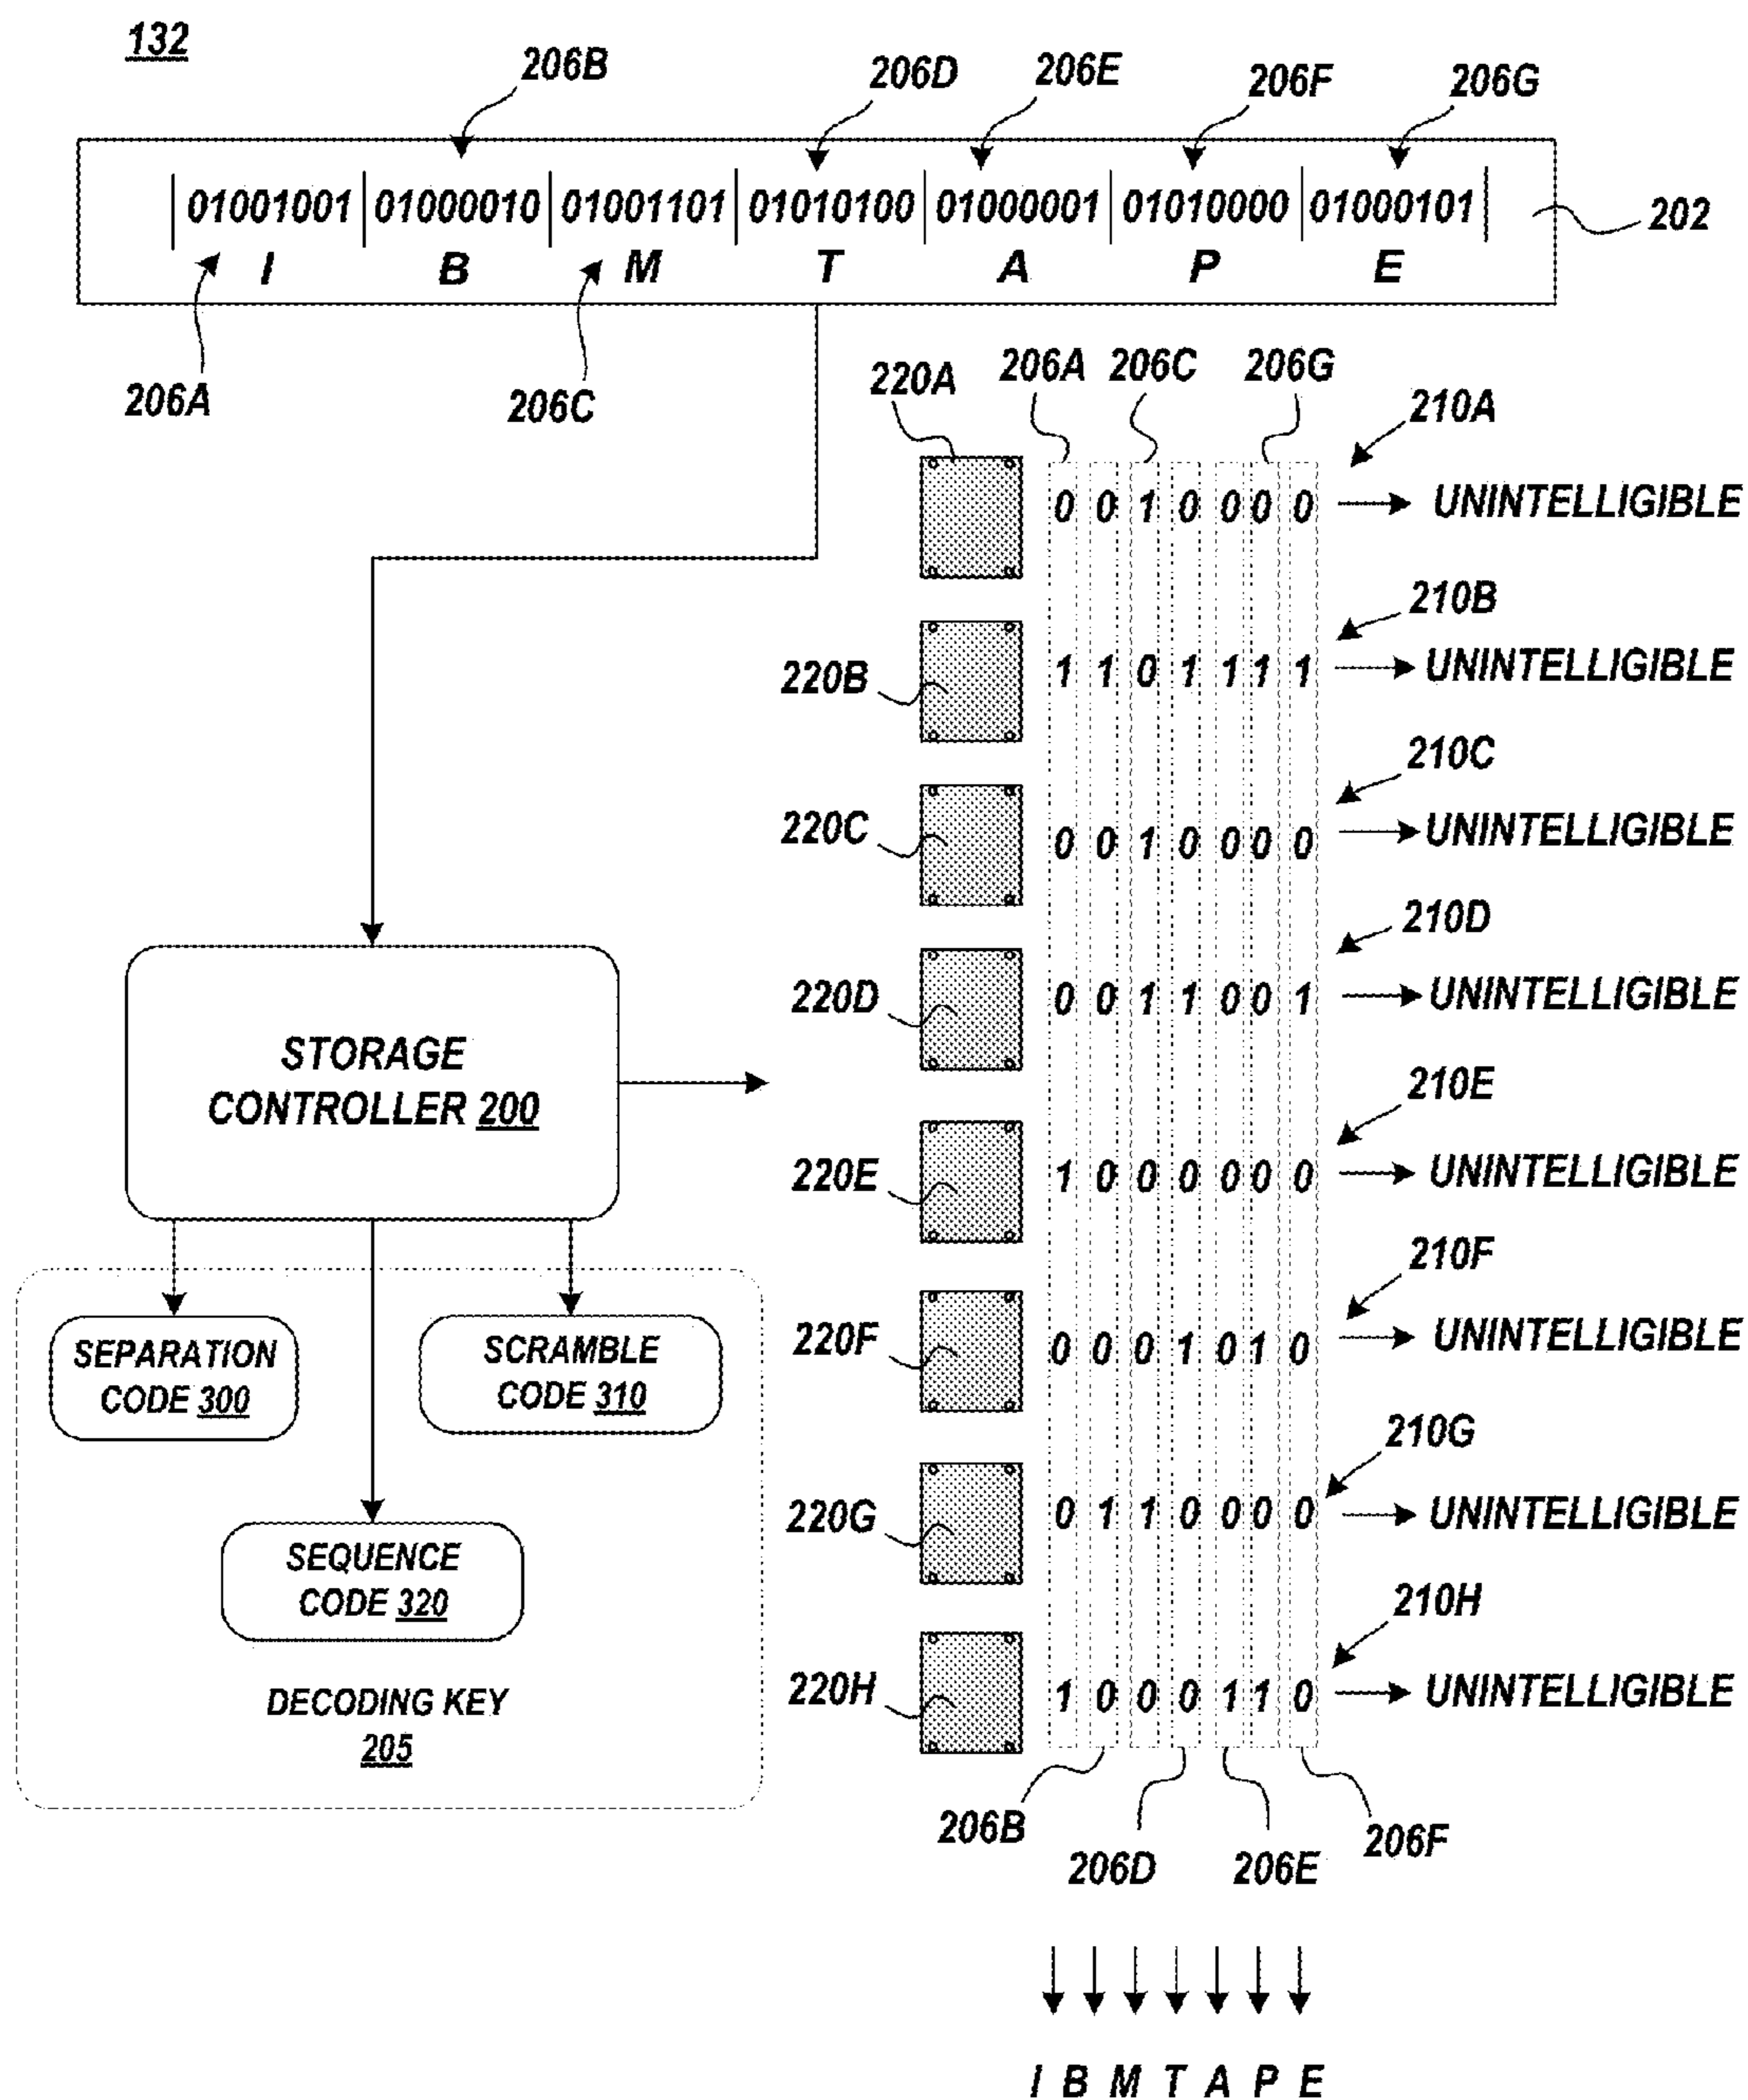 132
206B 206D 206E 206F 206G
01001001 01000010 01001101 01010100 01000001 01010000 01000101
202
I B M T A P E
206A 206C
220A 206A 206C 206G
210A
0 0 1 0 0 0 0 UNINTELLIGIBLE
210B
220B 1 1 0 1 1 1 1 UNINTELLIGIBLE
210C
220C 0 0 1 0 0 0 0 UNINTELLIGIBLE
210D
220D 0 0 1 1 0 0 1 UNINTELLIGIBLE
210E
220E 1 0 0 0 0 0 0 UNINTELLIGIBLE
210F
220F 0 0 0 1 0 1 0 UNINTELLIGIBLE
210G
220G 0 1 1 0 0 0 0 UNINTELLIGIBLE
210H
220H 1 0 0 0 1 1 0 UNINTELLIGIBLE
206B 206D 206E 206F
I B M T A P E
STORAGE
CONTROLLER 200
SEPARATION
CODE 300
SCRAMBLE
CODE 310
SEQUENCE
CODE 320
DECODING KEY
205